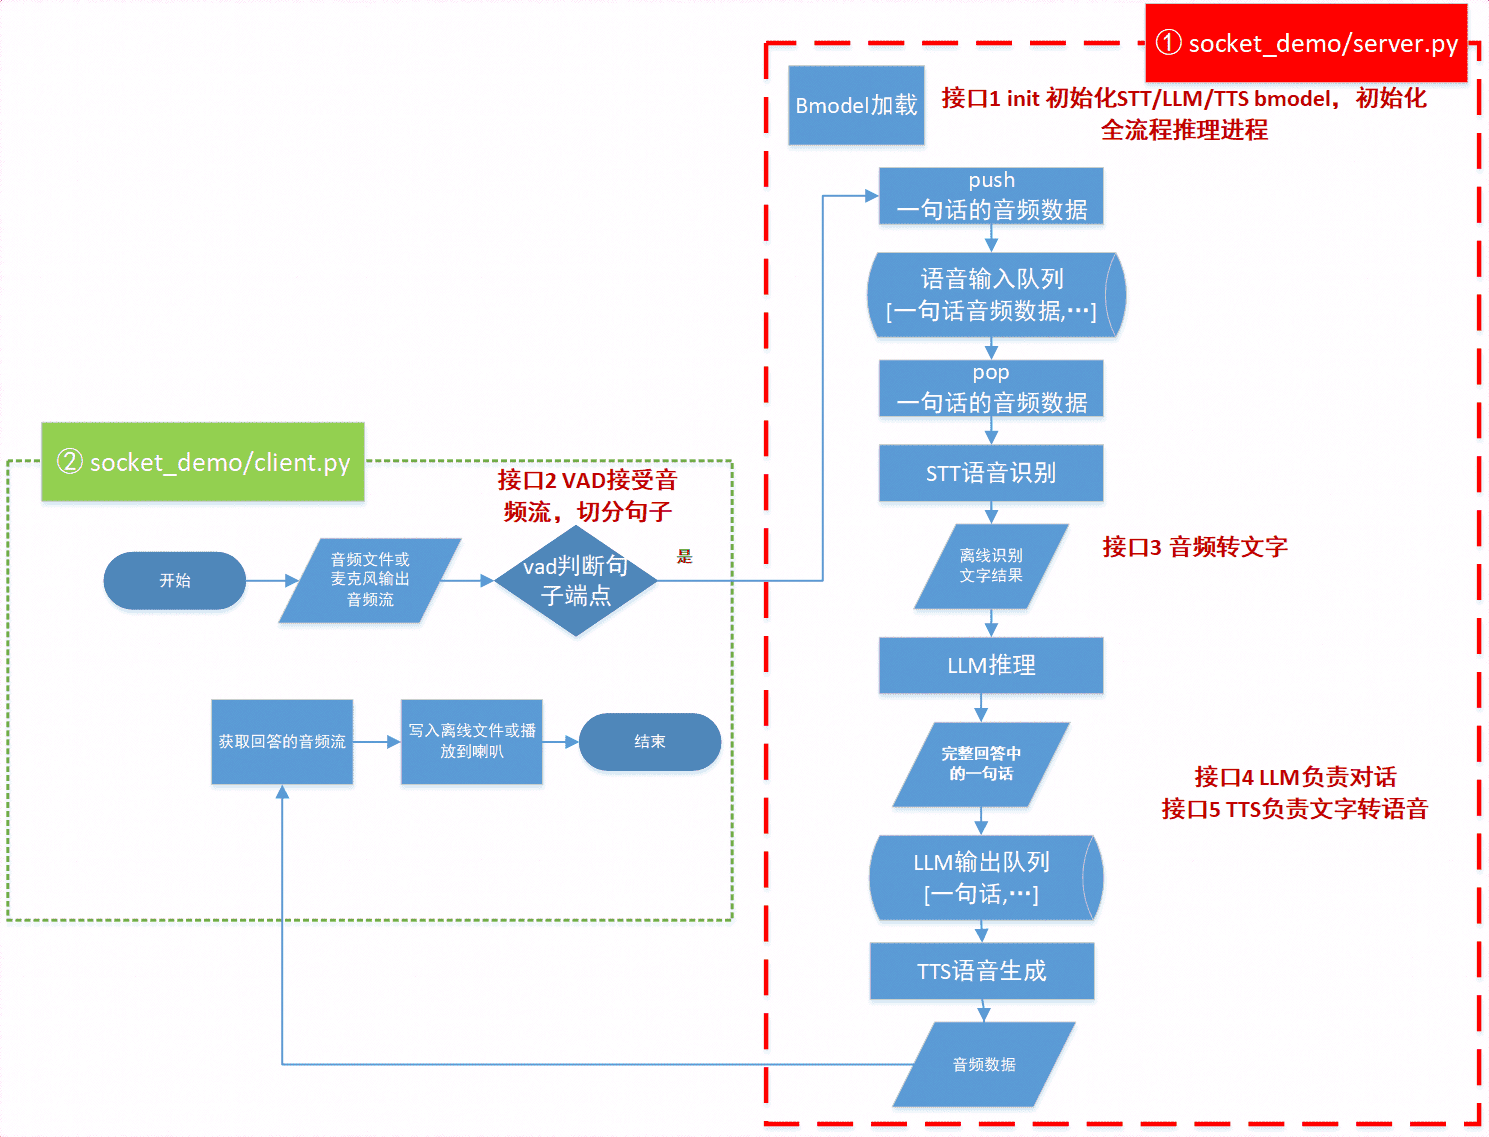 ① socket_demo/server.py
Bmodel加载
接口1 init 初始化STT/LLM/TTS bmodel，初始化
全流程推理进程
push
一句话的音频数据
语音输入队列
[一句话音频数据,···]
pop
一句话的音频数据
STT语音识别
离线识别
文字结果
接口3 音频转文字
LLM推理
完整回答中
的一句话
接口4 LLM负责对话
接口5 TTS负责文字转语音
LLM输出队列
[一句话,···]
TTS语音生成
音频数据
② socket_demo/client.py
接口2 VAD接受音
频流，切分句子
开始
音频文件或
麦克风输出
音频流
vad判断句
子端点
是
获取回答的音频流
写入离线文件或播
放到喇叭
结束